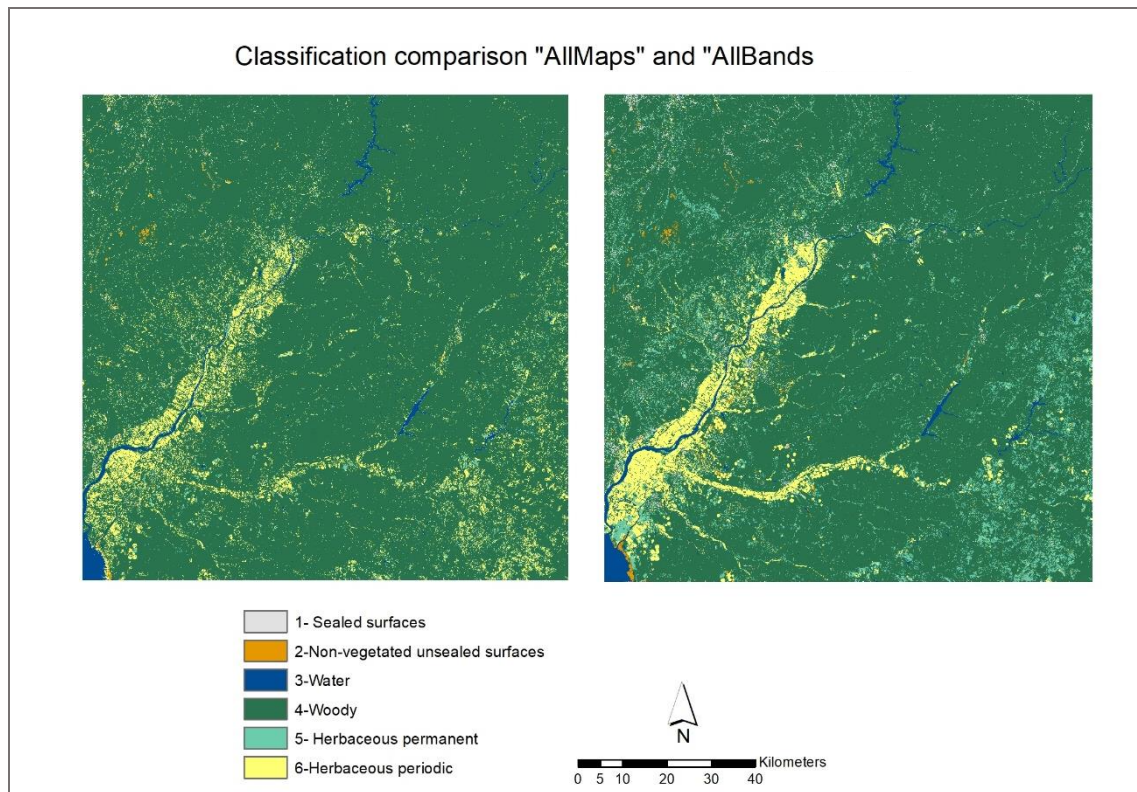 Classification comparison "AllMaps" and "AllBands
1- Sealed surfaces
2-Non-vegetated unsealed surfaces
3-Water
4-Woody
5- Herbaceous permanent
6-Herbaceous periodic
N
Kilometers
0 5 10 20 30 40